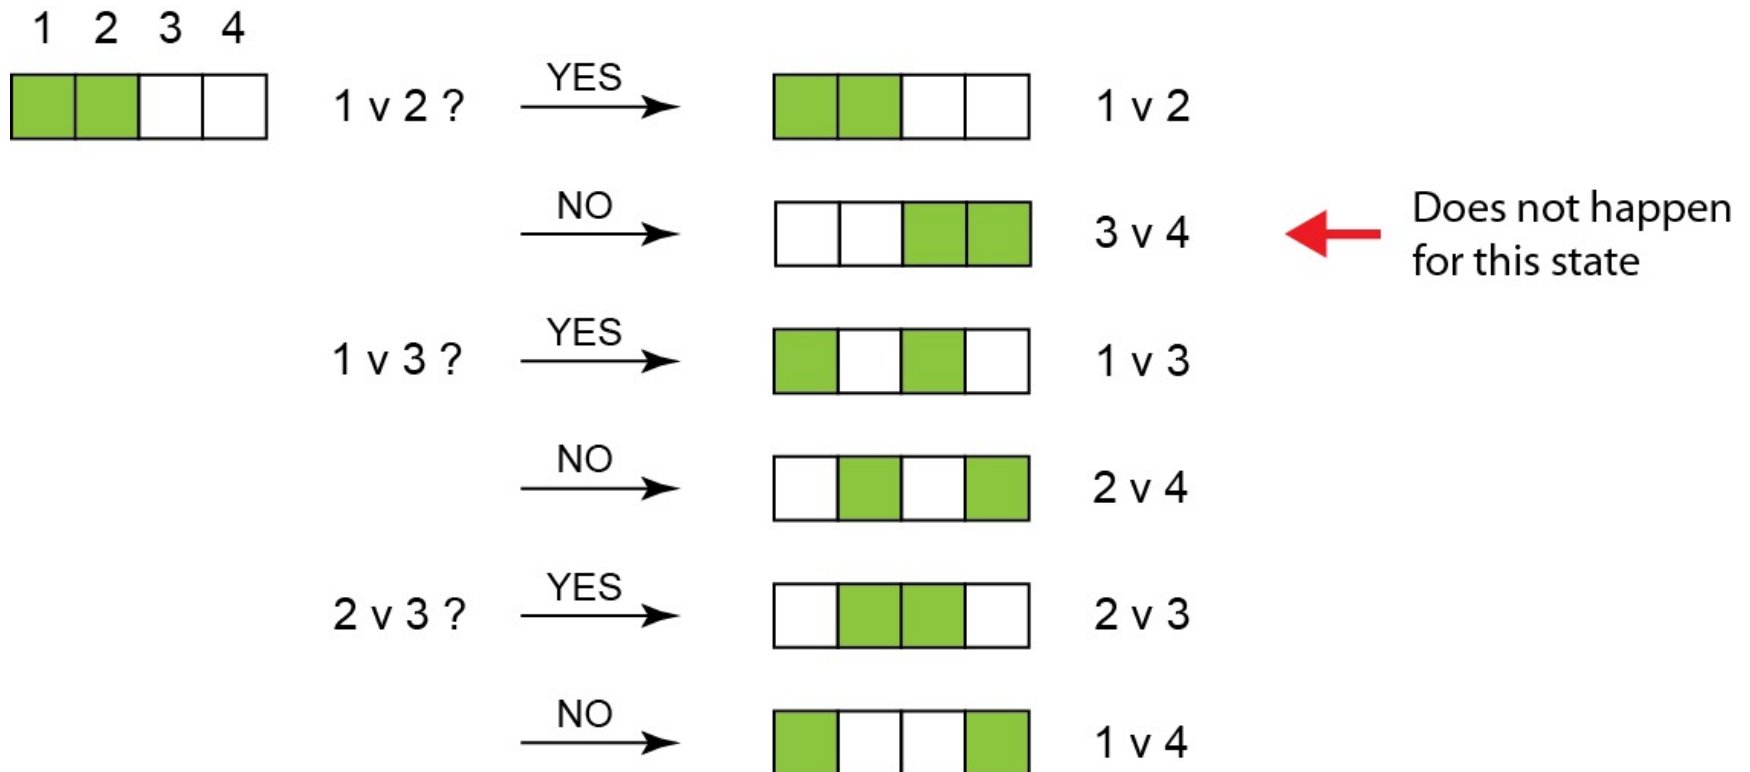 1 2 3 4
1 v 2 ? YES 1 v 2
NO 3 v 4 Does not happen
for this state
1 v 3 ? YES 1 v 3
NO 2 v 4
2 v 3 ? YES 2 v 3
NO 1 v 4